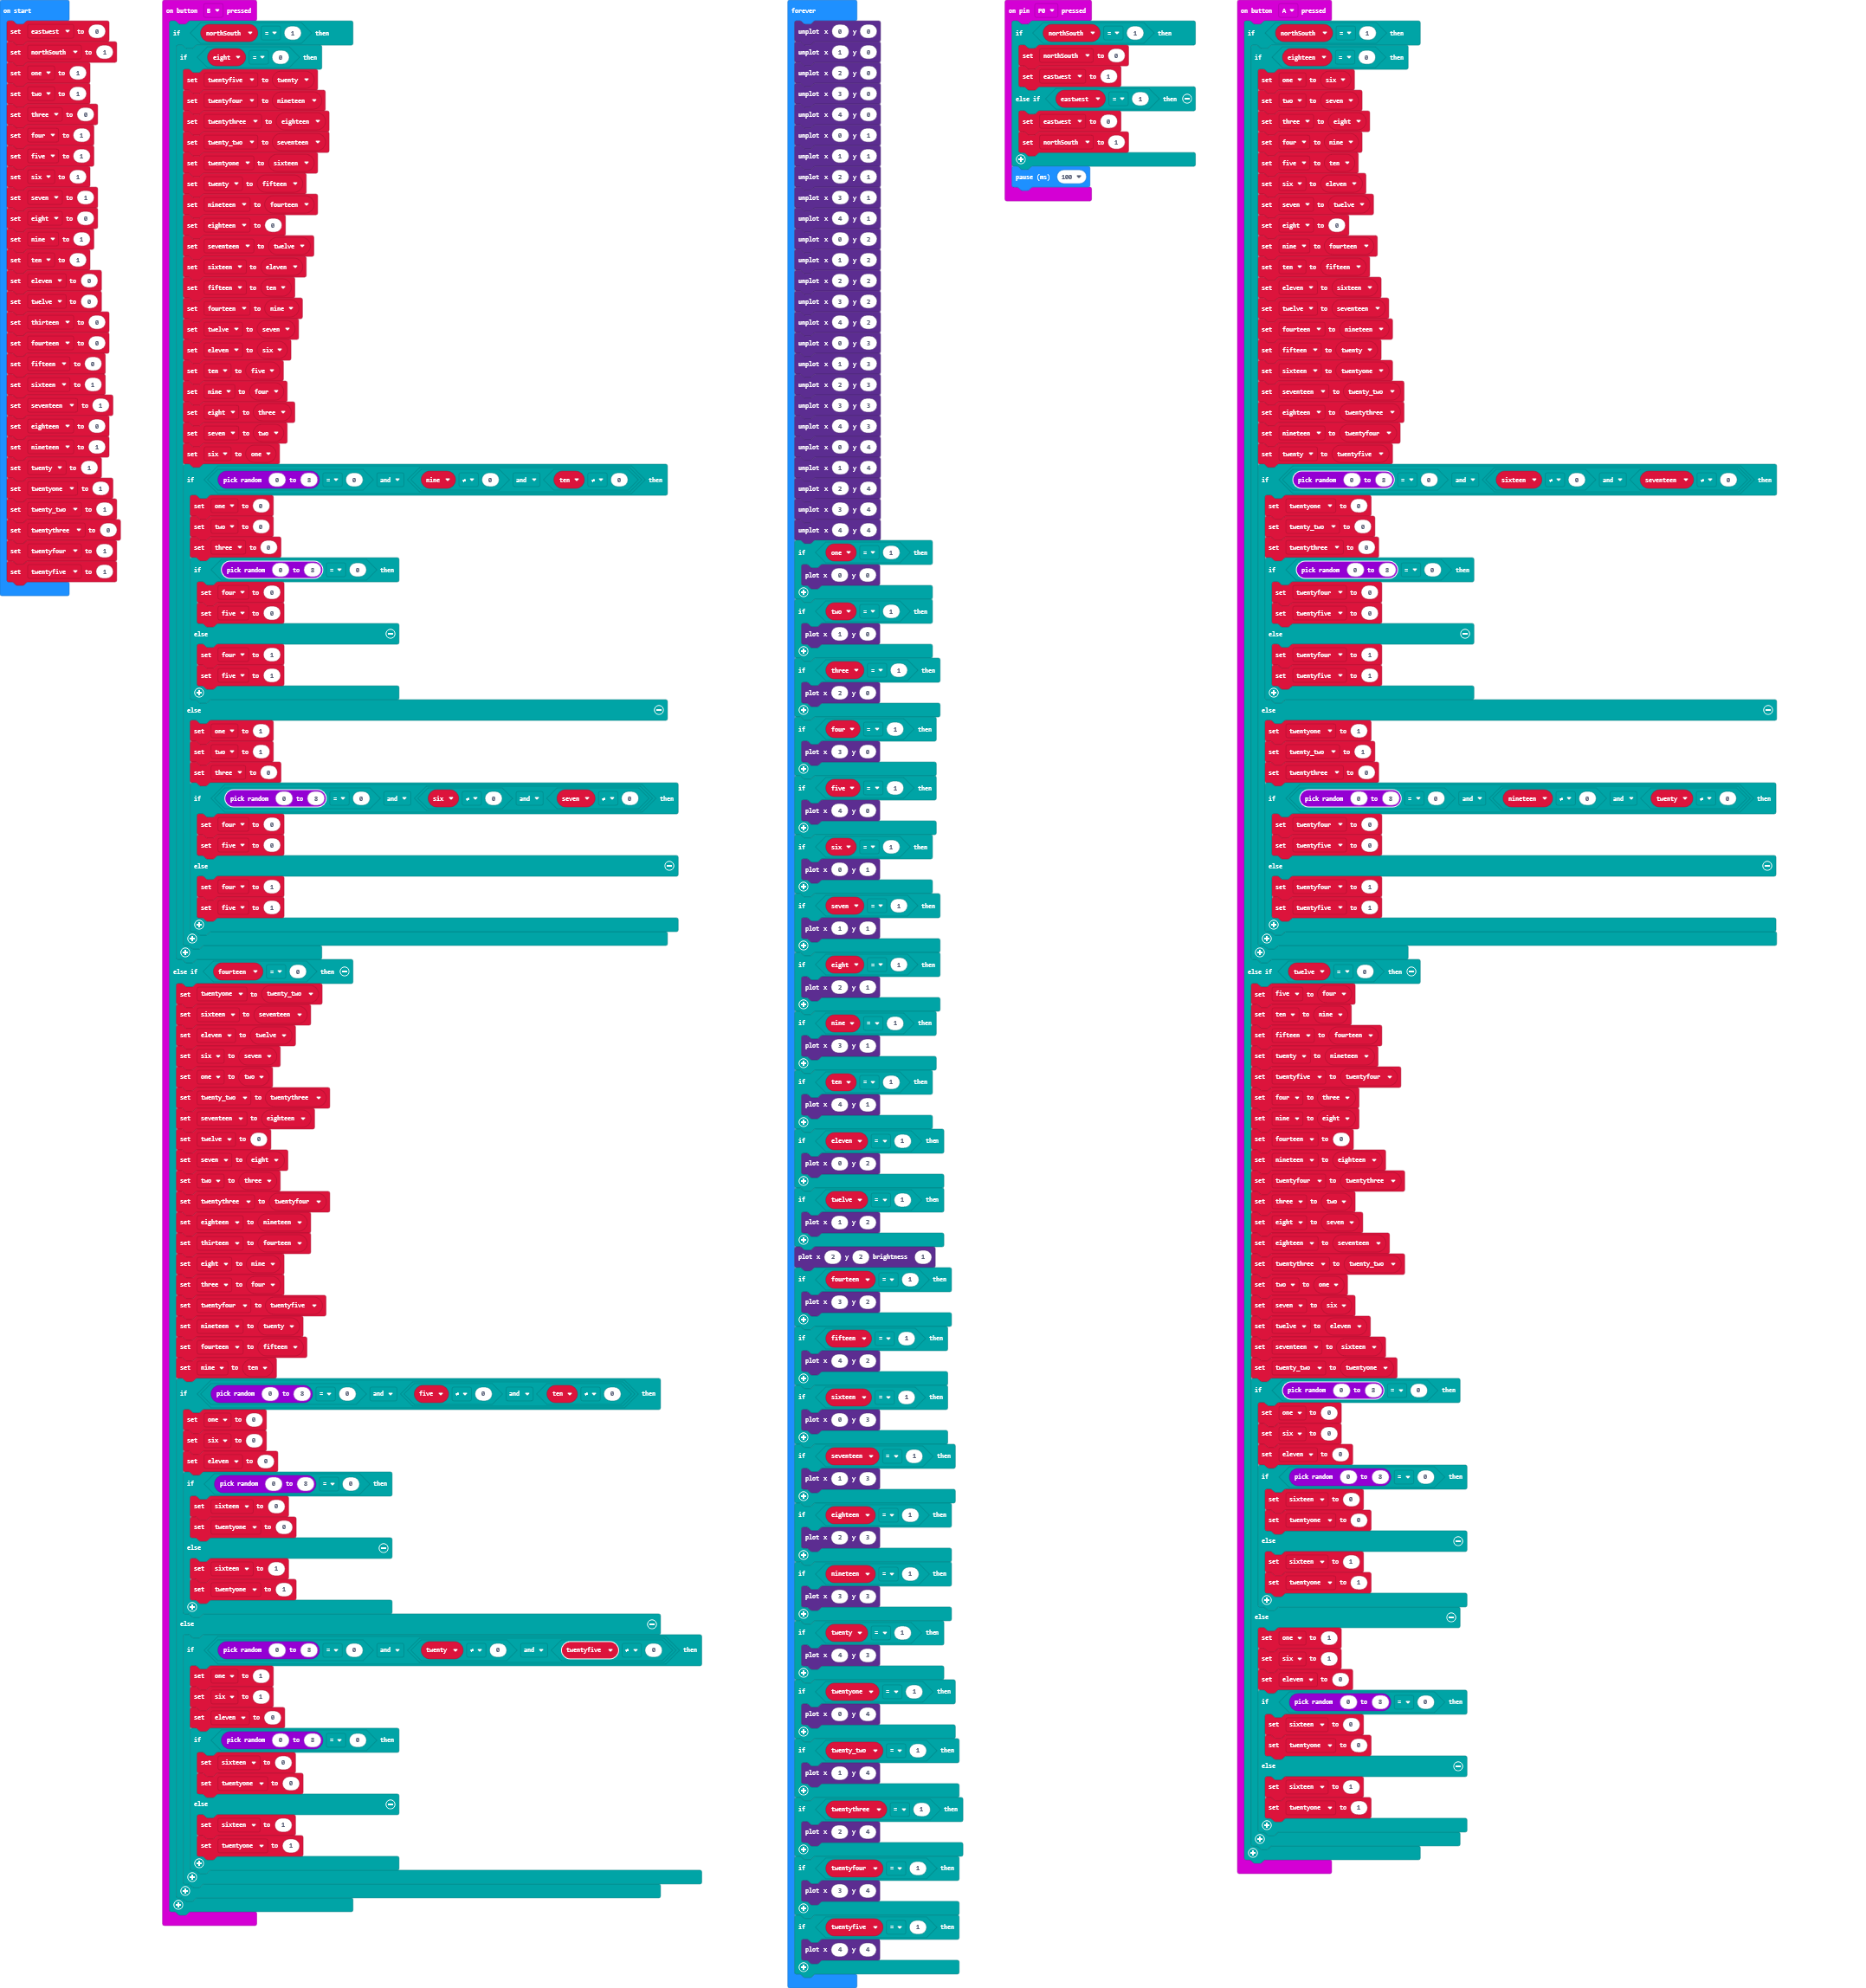 on start
set eastwest to 0
set northSouth to 1
set one to 1
set two to 1
set three to 0
set four to 1
set five to 1
set six to 1
set seven to 1
set eight to 0
set nine to 1
set ten to 1
set eleven to 0
set twelve to 0
set thirteen to 0
set fourteen to 0
set fifteen to 0
set sixteen to 1
set seventeen to 1
set eighteen to 0
set nineteen to 1
set twenty to 1
set twentyone to 1
set twenty_two to 1
set twentythree to 0
set twentyfour to 1
set twentyfive to 1
on button B pressed
if northSouth = 1 then
if eight = 0 then
set twentyfive to twenty
set twentyfour to nineteen
set twentythree to eighteen
set twenty_two to seventeen
set twentyone to sixteen
set twenty to fifteen
set nineteen to fourteen
set eighteen to 0
set seventeen to twelve
set sixteen to eleven
set fifteen to ten
set fourteen to nine
set twelve to seven
set eleven to six
set ten to five
set nine to four
set eight to three
set seven to two
set six to one
if pick random 0 to 8 = 0 and nine ≠ 0 and ten ≠ 0 then
set one to 0
set two to 0
set three to 0
if pick random 0 to 8 = 0 then
set four to 0
set five to 0
else
set four to 1
set five to 1
else
set one to 1
set two to 1
set three to 0
if pick random 0 to 8 = 0 and six ≠ 0 and seven ≠ 0 then
set four to 0
set five to 0
else
set four to 1
set five to 1
else if fourteen = 0 then
set twentyone to twenty_two
set sixteen to seventeen
set eleven to twelve
set six to seven
set one to two
set twenty_two to twentythree
set seventeen to eighteen
set twelve to 0
set seven to eight
set two to three
set twentythree to twentyfour
set eighteen to nineteen
set thirteen to fourteen
set eight to nine
set three to four
set twentyfour to twentyfive
set nineteen to twenty
set fourteen to fifteen
set nine to ten
if pick random 0 to 8 = 0 and five ≠ 0 and ten ≠ 0 then
set one to 0
set six to 0
set eleven to 0
if pick random 0 to 8 = 0 then
set sixteen to 0
set twentyone to 0
else
set sixteen to 1
set twentyone to 1
else
if pick random 0 to 8 = 0 and twenty ≠ 0 and twentyfive ≠ 0 then
set one to 1
set six to 1
set eleven to 0
if pick random 0 to 8 = 0 then
set sixteen to 0
set twentyone to 0
else
set sixteen to 1
set twentyone to 1
forever
unplot x 0 y 0
unplot x 1 y 0
unplot x 2 y 0
unplot x 3 y 0
unplot x 4 y 0
unplot x 0 y 1
unplot x 1 y 1
unplot x 2 y 1
unplot x 3 y 1
unplot x 4 y 1
unplot x 0 y 2
unplot x 1 y 2
unplot x 2 y 2
unplot x 3 y 2
unplot x 4 y 2
unplot x 0 y 3
unplot x 1 y 3
unplot x 2 y 3
unplot x 3 y 3
unplot x 4 y 3
unplot x 0 y 4
unplot x 1 y 4
unplot x 2 y 4
unplot x 3 y 4
unplot x 4 y 4
if one = 1 then
plot x 0 y 0
if two = 1 then
plot x 1 y 0
if three = 1 then
plot x 2 y 0
if four = 1 then
plot x 3 y 0
if five = 1 then
plot x 4 y 0
if six = 1 then
plot x 0 y 1
if seven = 1 then
plot x 1 y 1
if eight = 1 then
plot x 2 y 1
if nine = 1 then
plot x 3 y 1
if ten = 1 then
plot x 4 y 1
if eleven = 1 then
plot x 0 y 2
if twelve = 1 then
plot x 1 y 2
plot x 2 y 2 brightness 1
if fourteen = 1 then
plot x 3 y 2
if fifteen = 1 then
plot x 4 y 2
if sixteen = 1 then
plot x 0 y 3
if seventeen = 1 then
plot x 1 y 3
if eighteen = 1 then
plot x 2 y 3
if nineteen = 1 then
plot x 3 y 3
if twenty = 1 then
plot x 4 y 3
if twentyone = 1 then
plot x 0 y 4
if twenty_two = 1 then
plot x 1 y 4
if twentythree = 1 then
plot x 2 y 4
if twentyfour = 1 then
plot x 3 y 4
if twentyfive = 1 then
plot x 4 y 4
on pin P0 pressed
if northSouth = 1 then
set northSouth to 0
set eastwest to 1
else if eastwest = 1 then
set eastwest to 0
set northSouth to 1
pause (ms) 100
on button A pressed
if northSouth = 1 then
if eighteen = 0 then
set one to six
set two to seven
set three to eight
set four to nine
set five to ten
set six to eleven
set seven to twelve
set eight to 0
set nine to fourteen
set ten to fifteen
set eleven to sixteen
set twelve to seventeen
set fourteen to nineteen
set fifteen to twenty
set sixteen to twentyone
set seventeen to twenty_two
set eighteen to twentythree
set nineteen to twentyfour
set twenty to twentyfive
if pick random 0 to 8 = 0 and sixteen ≠ 0 and seventeen ≠ 0 then
set twentyone to 0
set twenty_two to 0
set twentythree to 0
if pick random 0 to 8 = 0 then
set twentyfour to 0
set twentyfive to 0
else
set twentyfour to 1
set twentyfive to 1
else
set twentyone to 1
set twenty_two to 1
set twentythree to 0
if pick random 0 to 8 = 0 and nineteen ≠ 0 and twenty ≠ 0 then
set twentyfour to 0
set twentyfive to 0
else
set twentyfour to 1
set twentyfive to 1
else if twelve = 0 then
set five to four
set ten to nine
set fifteen to fourteen
set twenty to nineteen
set twentyfive to twentyfour
set four to three
set nine to eight
set fourteen to 0
set nineteen to eighteen
set twentyfour to twentythree
set three to two
set eight to seven
set eighteen to seventeen
set twentythree to twenty_two
set two to one
set seven to six
set twelve to eleven
set seventeen to sixteen
set twenty_two to twentyone
if pick random 0 to 8 = 0 then
set one to 0
set six to 0
set eleven to 0
if pick random 0 to 8 = 0 then
set sixteen to 0
set twentyone to 0
else
set sixteen to 1
set twentyone to 1
else
set one to 1
set six to 1
set eleven to 0
if pick random 0 to 8 = 0 then
set sixteen to 0
set twentyone to 0
else
set sixteen to 1
set twentyone to 1